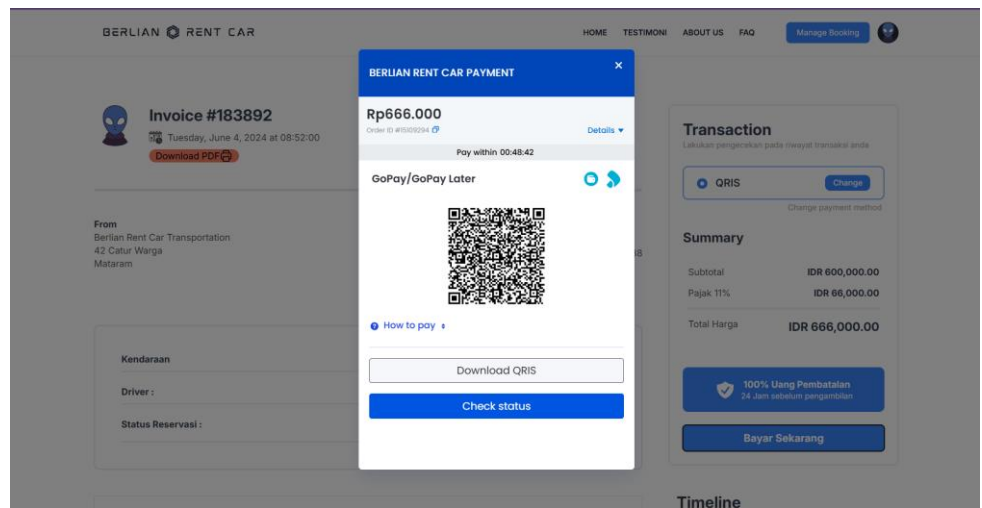 BERLIAN RENT CAR
HOME TESTIMONI ABOUT US FAQ Manage Booking
BERLIAN RENT CAR PAYMENT ×
Rp666.000
Order ID #15109294
Details
Pay within 00:48:42
GoPay/GoPay Later
How to pay
Download QRIS
Check status
Invoice #183892
Tuesday, June 4, 2024 at 08:52:00
Download PDF
From
Berlian Rent Car Transportation
42 Catur Warga
Mataram
Kendaraan
Driver :
Status Reservasi :
Transaction
Lakukan pengecekan pada riwayat transaksi anda
QRIS Change
Change payment method
Summary
Subtotal IDR 600,000.00
Pajak 11% IDR 66,000.00
Total Harga IDR 666,000.00
100% Uang Pembatalan
24 Jam sebelum pengambilan
Bayar Sekarang
Timeline